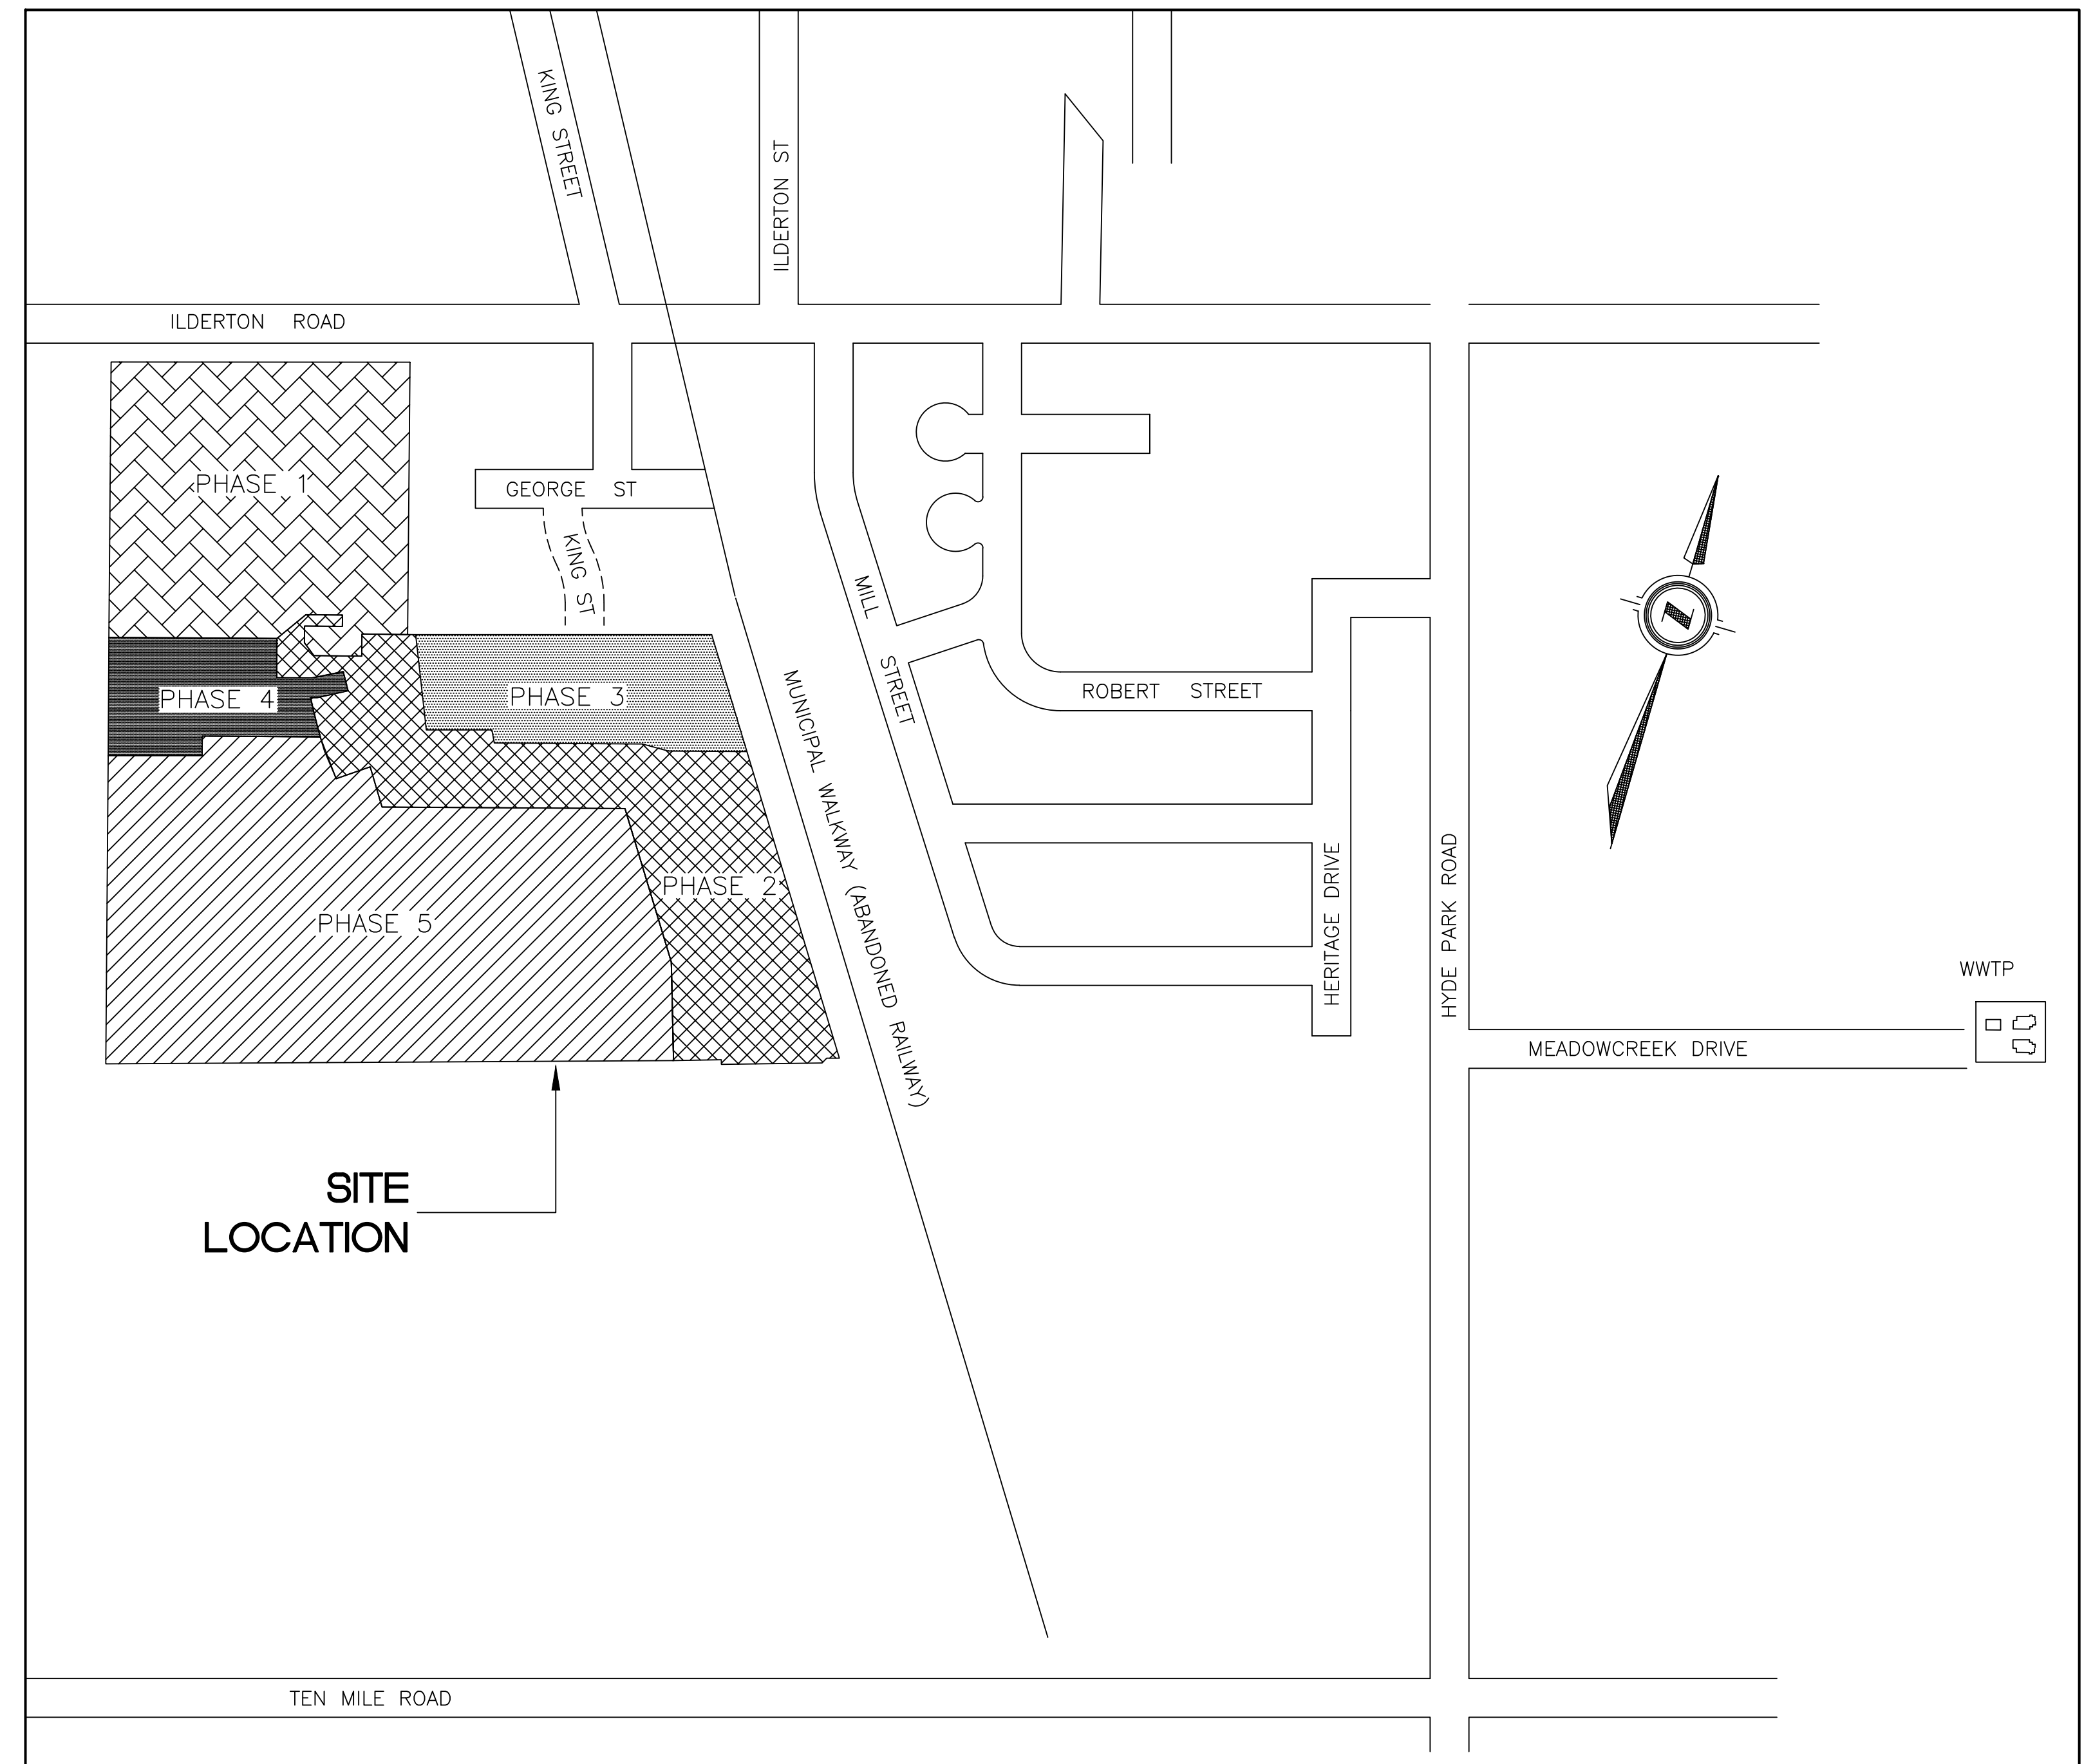 KING STREET
ILDERTON ST
ILDERTON ROAD
PHASE 1
GEORGE ST
KING ST
MILL STREET
PHASE 4
PHASE 3
ROBERT STREET
MUNICIPAL WALKWAY (ABANDONED RAILWAY)
PHASE 2
PHASE 5
HERITAGE DRIVE
HYDE PARK ROAD
WWTP
MEADOWCREEK DRIVE
SITE
LOCATION
TEN MILE ROAD